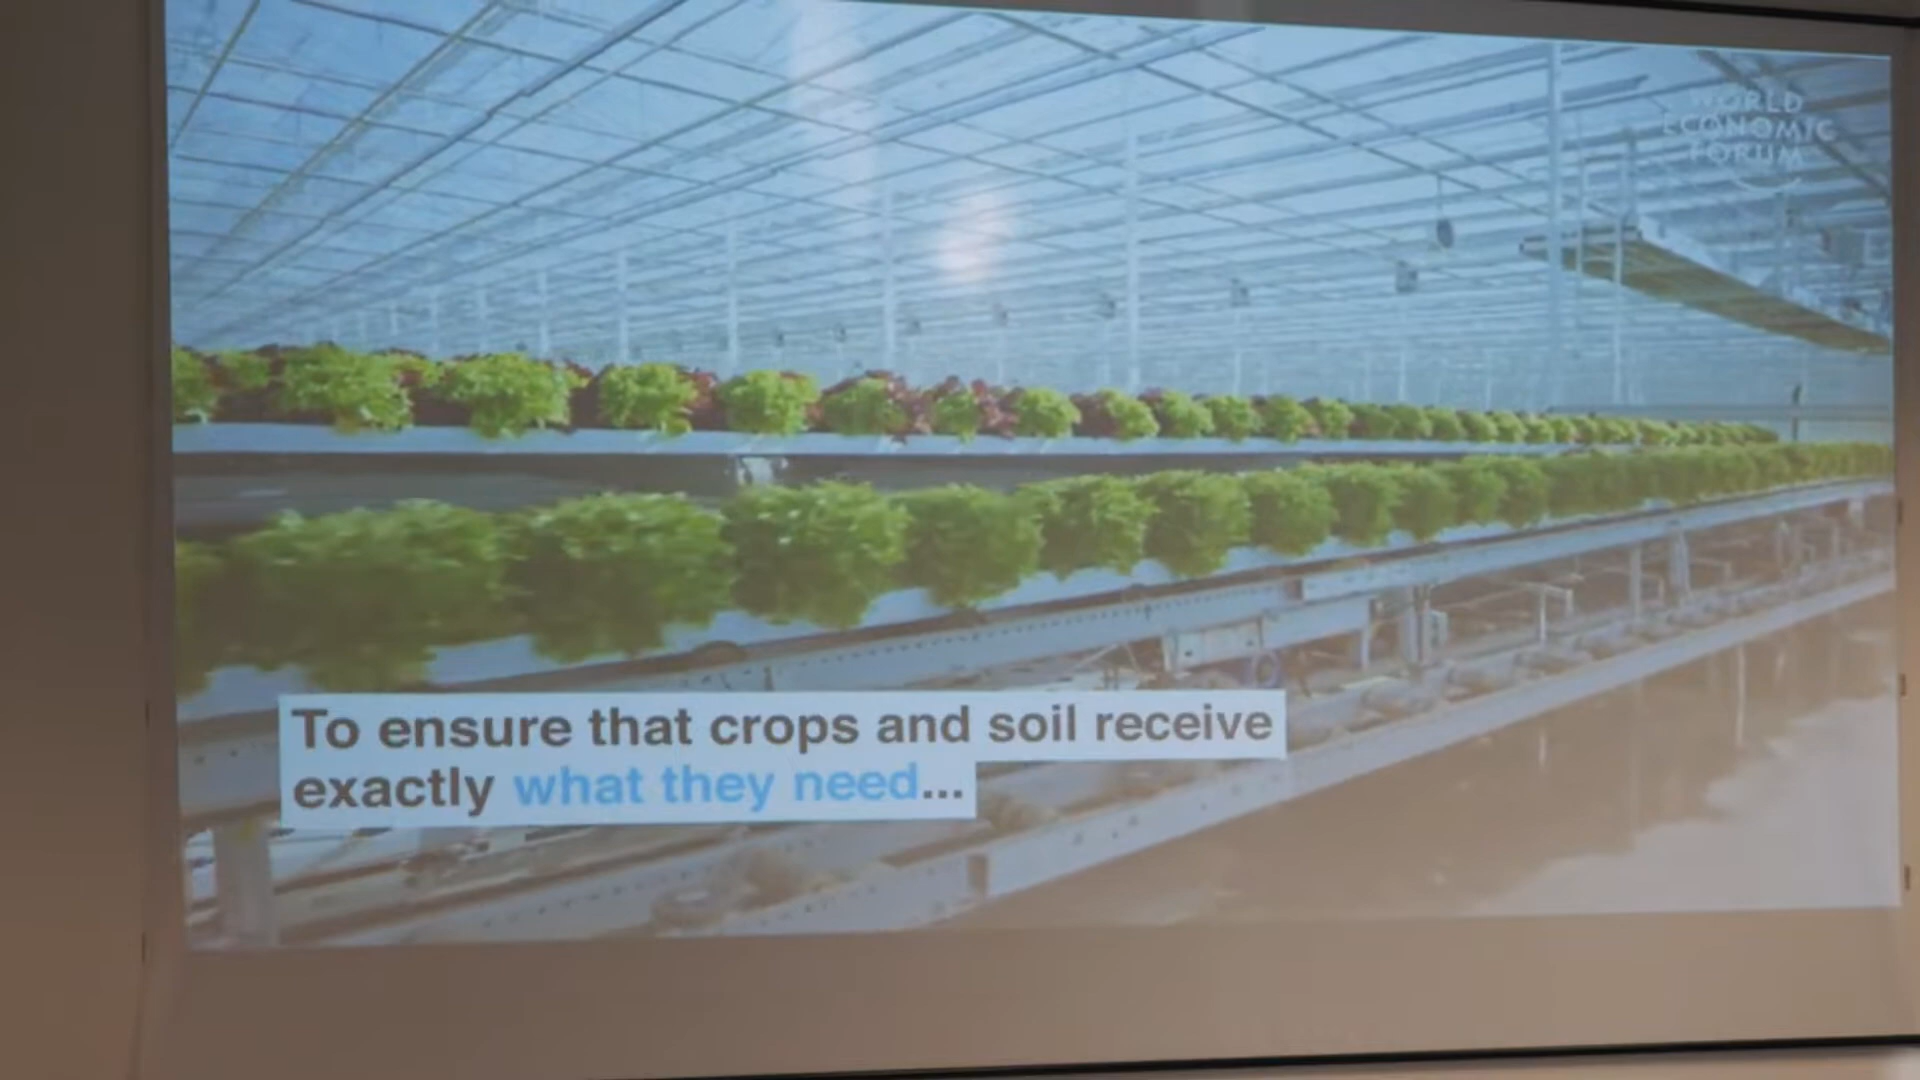 WORLD
ECONOMIC
FORUM
To ensure that crops and soil receive
exactly what they need...